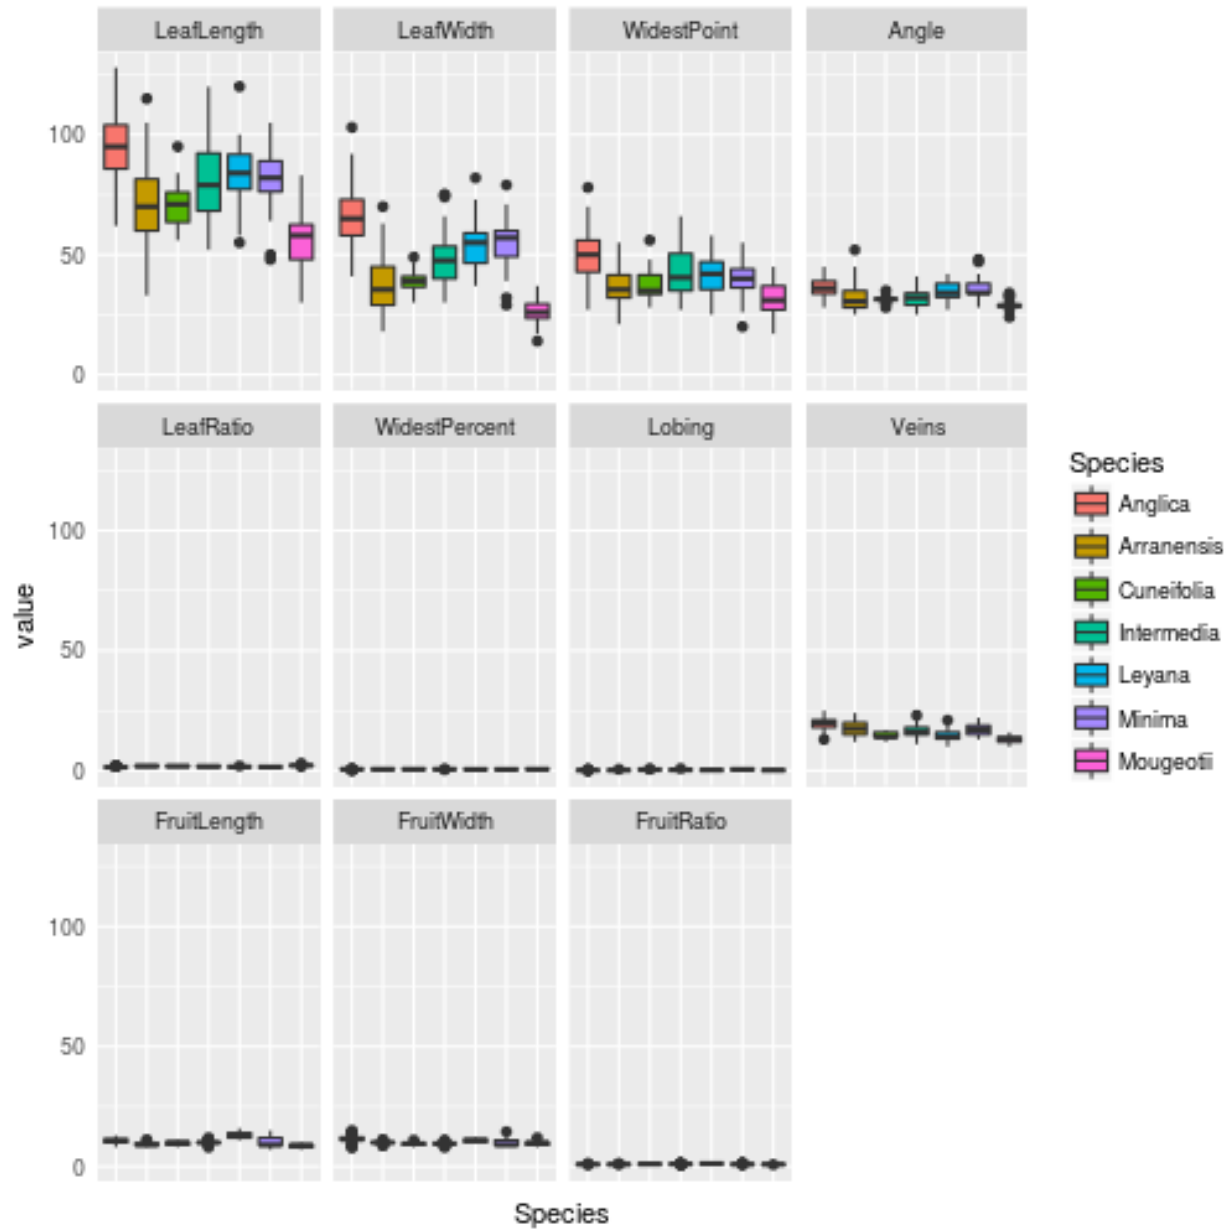 LeafLength LeafWidth WidestPoint Angle
100
50
0
LeafRatio WidestPercent Lobing Veins
100
50
0
FruitLength FruitWidth FruitRatio
100
50
0
value
Species
Species
Anglica
Arranensis
Cuneifolia
Intermedia
Leyana
Minima
Mougeotii